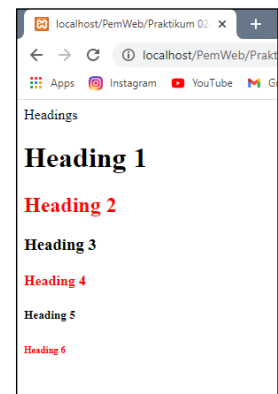 localhost/PemWeb/Praktikum 02
localhost/PemWeb/Prakt
Apps Instagram YouTube G
Headings
Heading 1
Heading 2
Heading 3
Heading 4
Heading 5
Heading 6